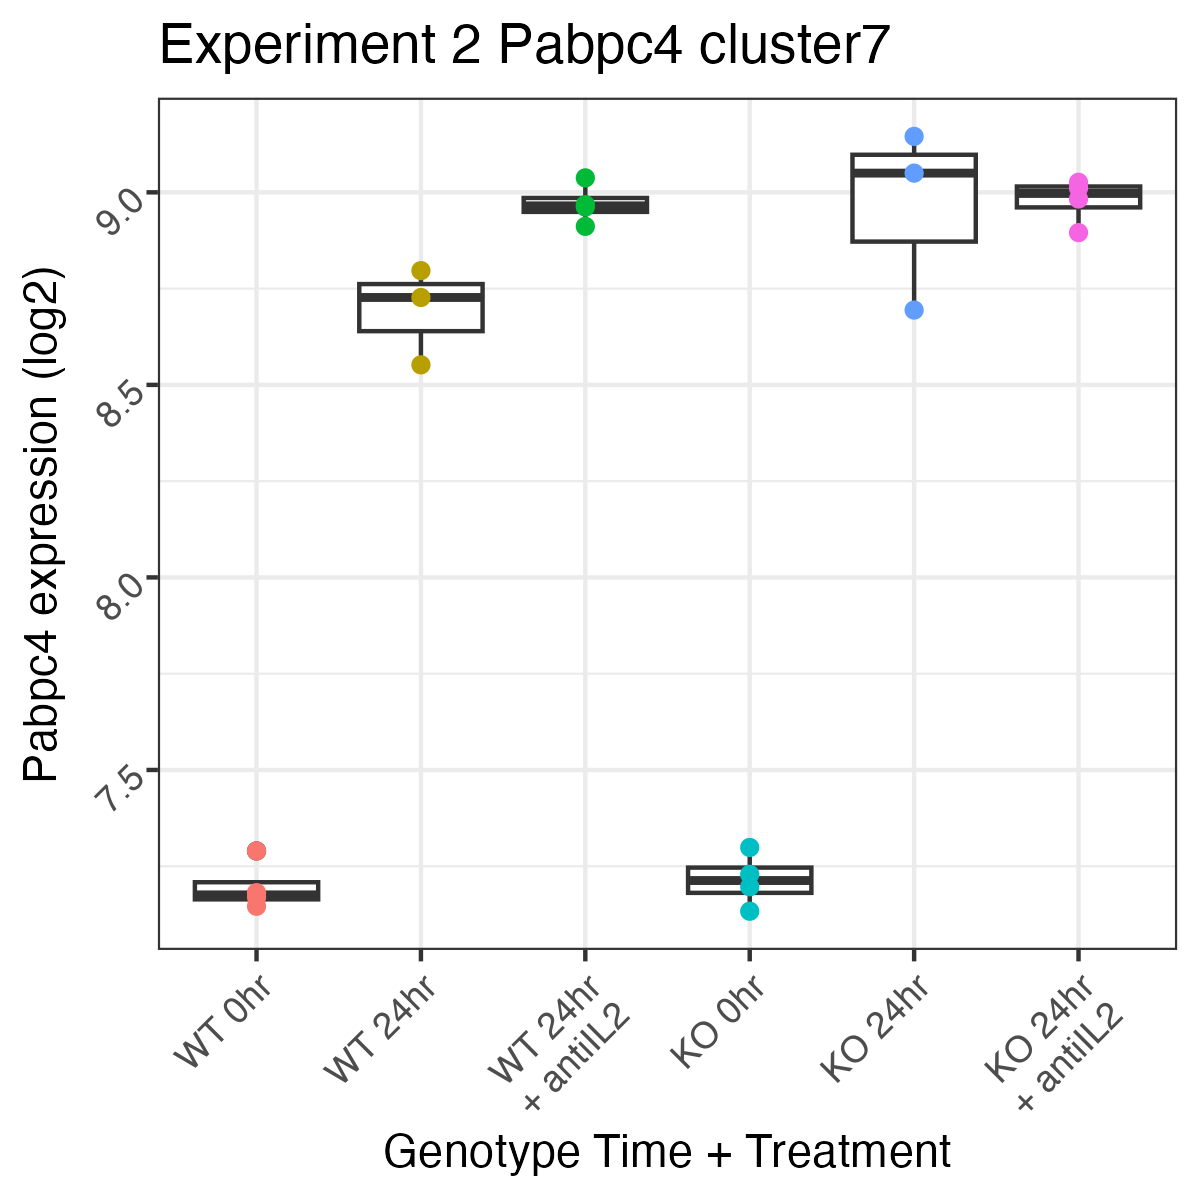 Experiment 2 Pabpc4 cluster7
Pabpc4 expression (log2)
9.0
8.5
8.0
7.5
WT 0hr
WT 24hr
WT 24hr
+ antiIL2
KO 0hr
KO 24hr
KO 24hr
+ antiIL2
Genotype Time + Treatment